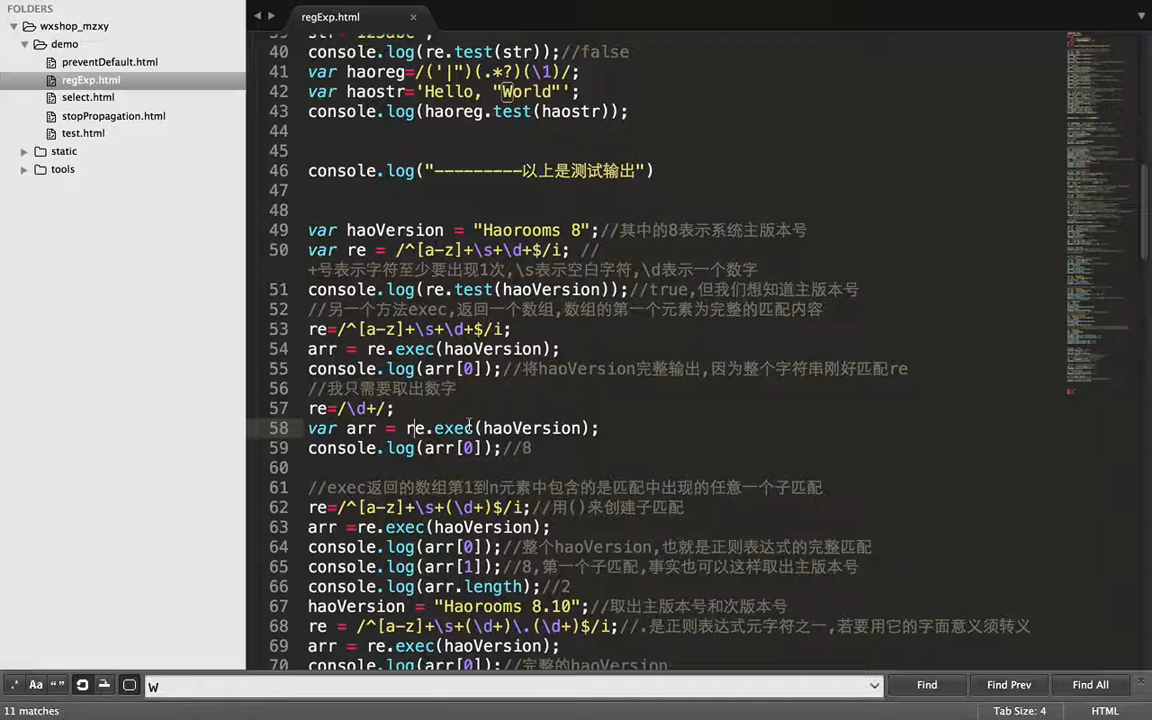 FOLDERS
wxshop_mzxy
demo
preventDefault.html
regExp.html
select.html
stopPropagation.html
test.html
static
tools
regExp.html ×
40 console.log(re.test(str));//false
41 var haoreg=/('|")(.*?)(\1)/;
42 var haostr='Hello, "World"';
43 console.log(haoreg.test(haostr));
44
45
46 console.log("---------以上是测试输出")
47
48
49 var haoVersion = "Haorooms 8";//其中的8表示系统主版本号
50 var re = /^[a-z]+\s+\d+$/i; //
+号表示字符至少要出现1次,\s表示空白字符,\d表示一个数字
51 console.log(re.test(haoVersion));//true,但我们想知道主版本号
52 //另一个方法exec,返回一个数组,数组的第一个元素为完整的匹配内容
53 re=/^[a-z]+\s+\d+$/i;
54 arr = re.exec(haoVersion);
55 console.log(arr[0]);//将haoVersion完整输出,因为整个字符串刚好匹配re
56 //我只需要取出数字
57 re=/\d+/;
58 var arr = re.exec(haoVersion);
59 console.log(arr[0]);//8
60
61 //exec返回的数组第1到n元素中包含的是匹配中出现的任意一个子匹配
62 re=/^[a-z]+\s+(\d+)$/i;//用()来创建子匹配
63 arr =re.exec(haoVersion);
64 console.log(arr[0]);//整个haoVersion,也就是正则表达式的完整匹配
65 console.log(arr[1]);//8,第一个子匹配,事实也可以这样取出主版本号
66 console.log(arr.length);//2
67 haoVersion = "Haorooms 8.10";//取出主版本号和次版本号
68 re = /^[a-z]+\s+(\d+)\.(\d+)$/i;//.是正则表达式元字符之一,若要用它的字面意义须转义
69 arr = re.exec(haoVersion);
70 console.log(arr[0]);//完整的haoVersion
.* Aa “”
W
Find
Find Prev
Find All
11 matches
Tab Size: 4
HTML